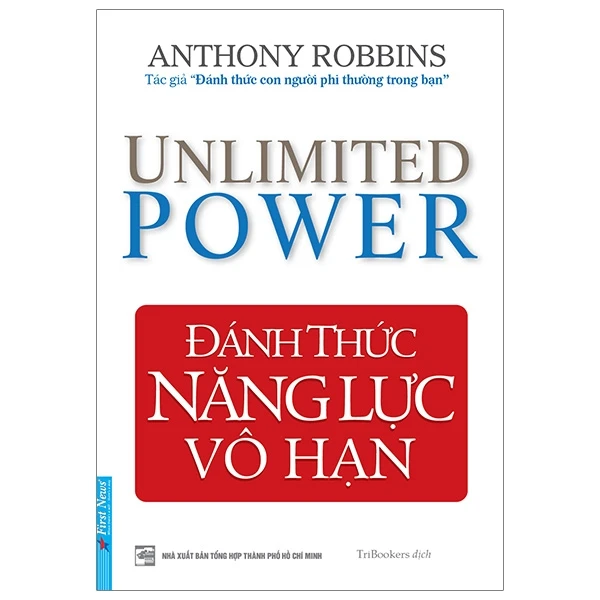 ANTHONY ROBBINS
Tác giả “Đánh thức con người phi thường trong bạn”
UNLIMITED
POWER
ĐÁNH THỨC
NĂNG LỰC
VÔ HẠN
First News
NHÀ XUẤT BẢN TỔNG HỢP THÀNH PHỐ HỒ CHÍ MINH
TriBookers dịch